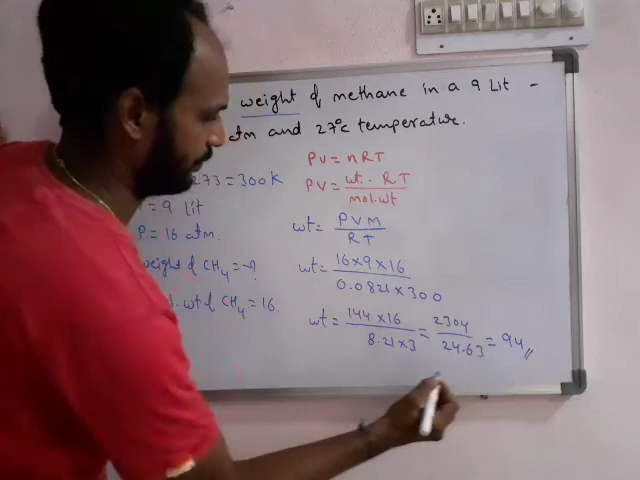 weight of methane in a 9 Lit -
atm and 27°c temperature.
273 = 300K
= 9 lit
P = 16 atm.
weight of CH₄ = ?
. wt of CH₄ = 16.
PV = nRT
PV = wt. . RT / mol.wt
wt = PVM / RT
wt = 16×9×16 / 0.0821×300
wt = 144×16 / 8.21×3 = 2304 / 24.63 = 94 //